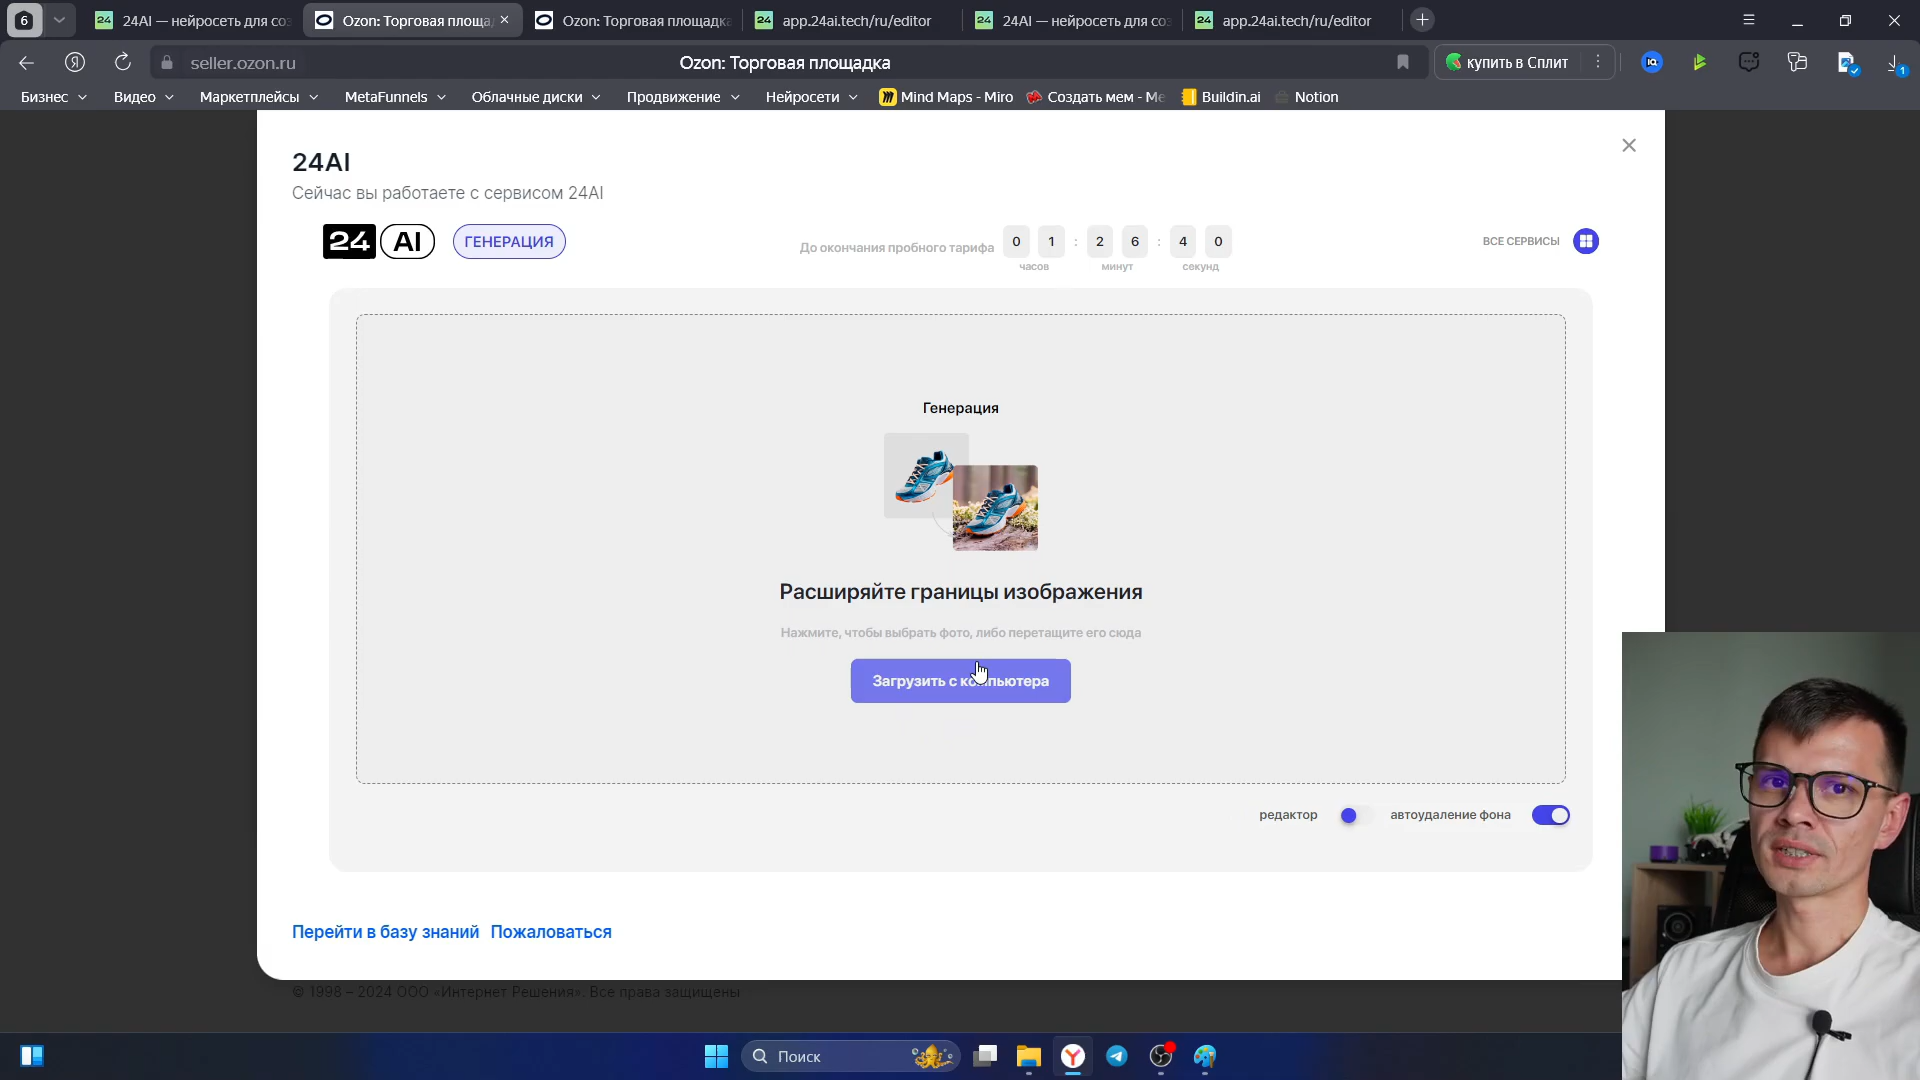 6
24AI — нейросеть для соз
Ozon: Торговая площа
Ozon: Торговая площадка
app.24ai.tech/ru/editor
24AI — нейросеть для соз
app.24ai.tech/ru/editor
seller.ozon.ru
Ozon: Торговая площадка
купить в Сплит
Бизнес
Видео
Маркетплейсы
MetaFunnels
Облачные диски
Продвижение
Нейросети
Mind Maps - Miro
Создать мем - Ме
Buildin.ai
Notion
24AI
Сейчас вы работаете с сервисом 24AI
24 AI
ГЕНЕРАЦИЯ
До окончания пробного тарифа
0 1 : 2 6 : 4 0
часов минут секунд
ВСЕ СЕРВИСЫ
Генерация
Расширяйте границы изображения
Нажмите, чтобы выбрать фото, либо перетащите его сюда
Загрузить с компьютера
редактор
автоудаление фона
Перейти в базу знаний
Пожаловаться
© 1998 – 2024 ООО «Интернет Решения». Все права защищены
Поиск